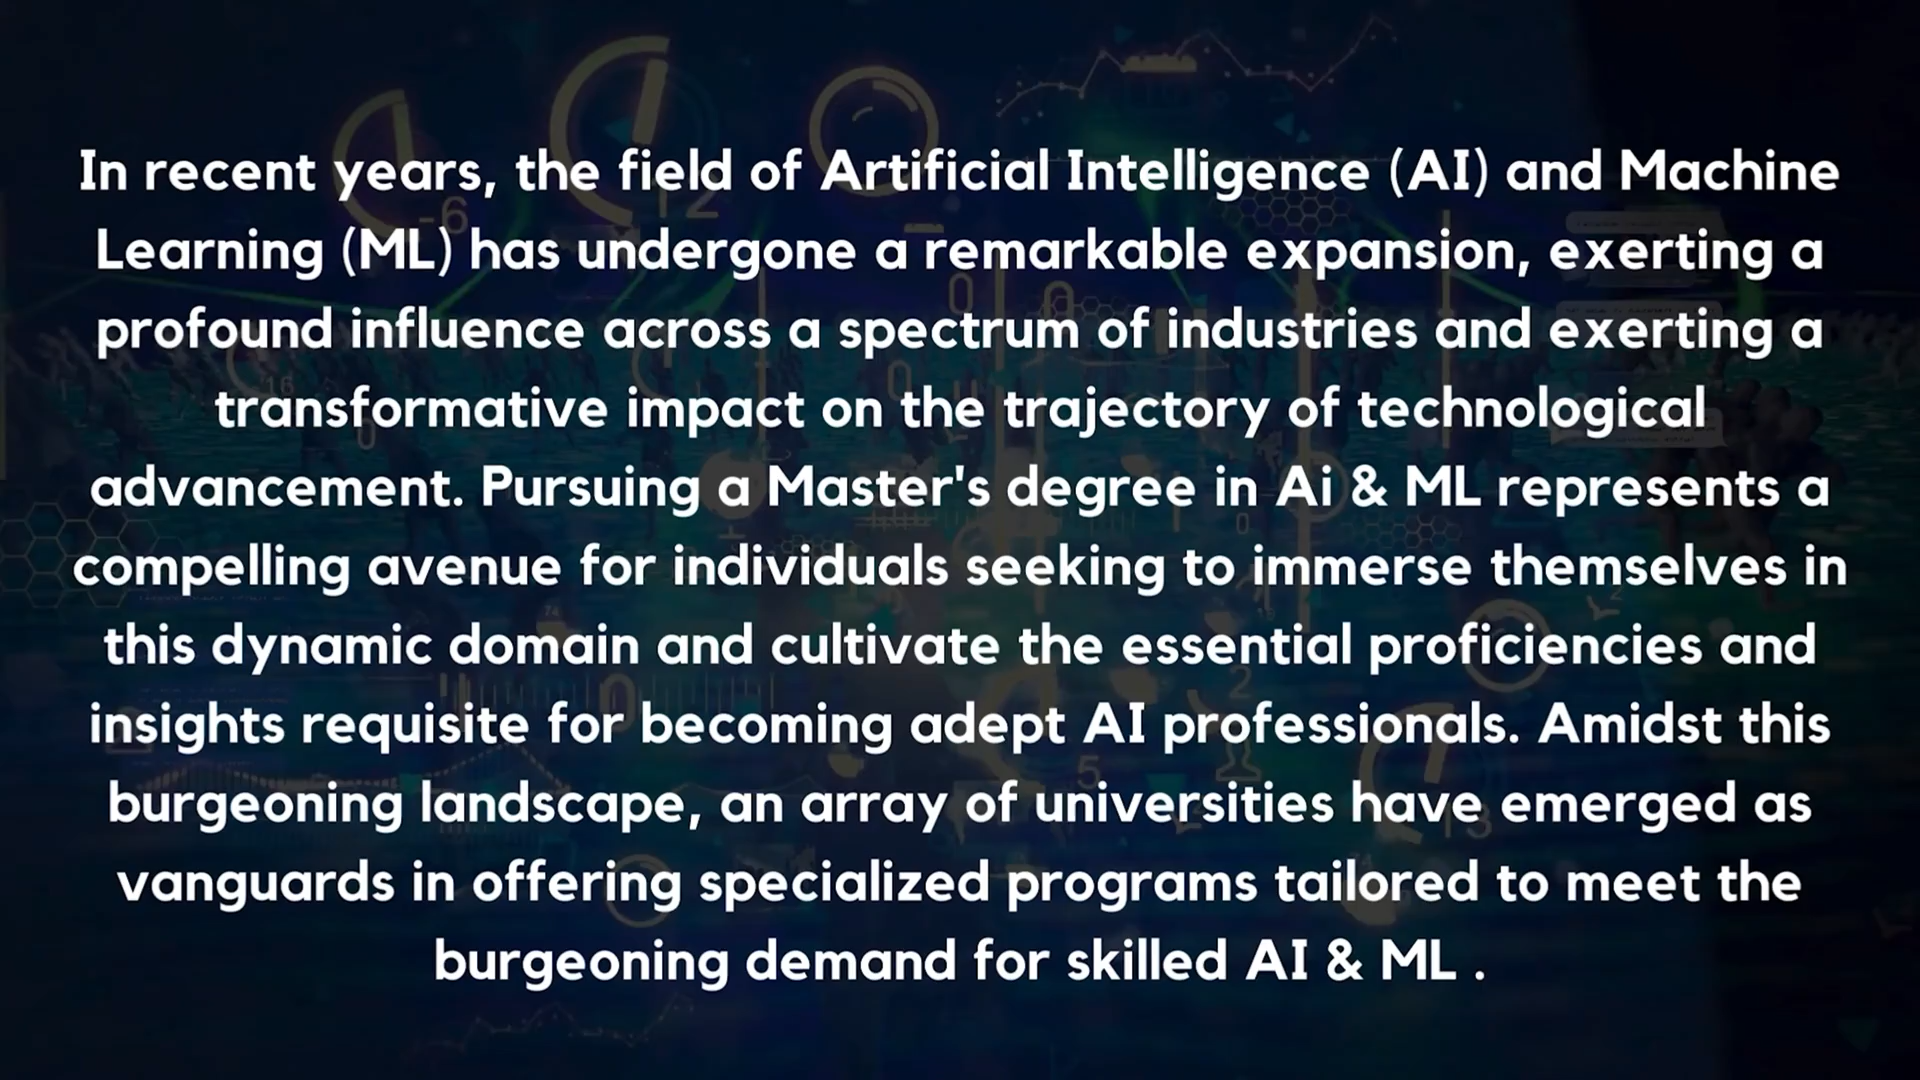 In recent years, the field of Artificial Intelligence (AI) and Machine
Learning (ML) has undergone a remarkable expansion, exerting a
profound influence across a spectrum of industries and exerting a
transformative impact on the trajectory of technological
advancement. Pursuing a Master's degree in Ai & ML represents a
compelling avenue for individuals seeking to immerse themselves in
this dynamic domain and cultivate the essential proficiencies and
insights requisite for becoming adept AI professionals. Amidst this
burgeoning landscape, an array of universities have emerged as
vanguards in offering specialized programs tailored to meet the
burgeoning demand for skilled AI & ML .